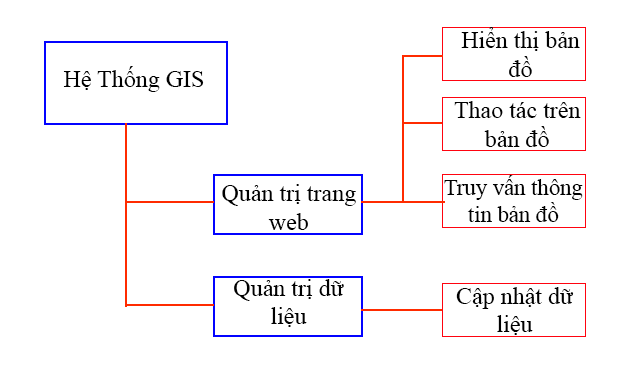 Hệ Thống GIS
Hiển thị bản
đồ
Thao tác trên
bản đồ
Quản trị trang
web
Truy vấn thông
tin bản đồ
Quản trị dữ
liệu
Cập nhật dữ
liệu